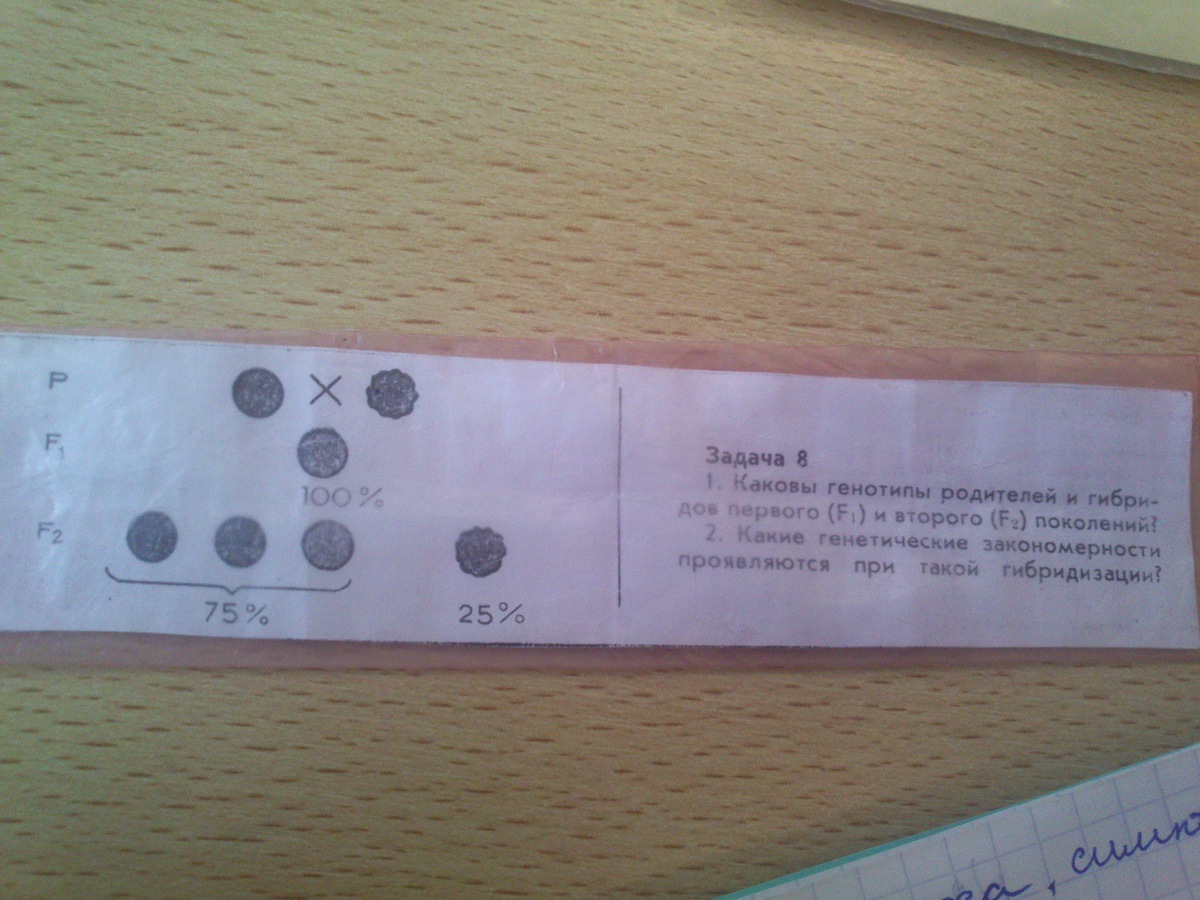 P ×
F₁
100%
F₂
75% 25%
Задача 8
1. Каковы генотипы родителей и гибри-
дов первого (F₁) и второго (F₂) поколений?
2. Какие генетические закономерности
проявляются при такой гибридизации?